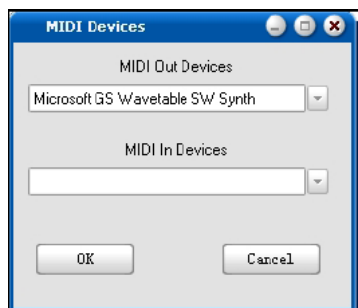 MIDI Devices
MIDI Out Devices
Microsoft GS Wavetable SW Synth
MIDI In Devices
OK
Cancel